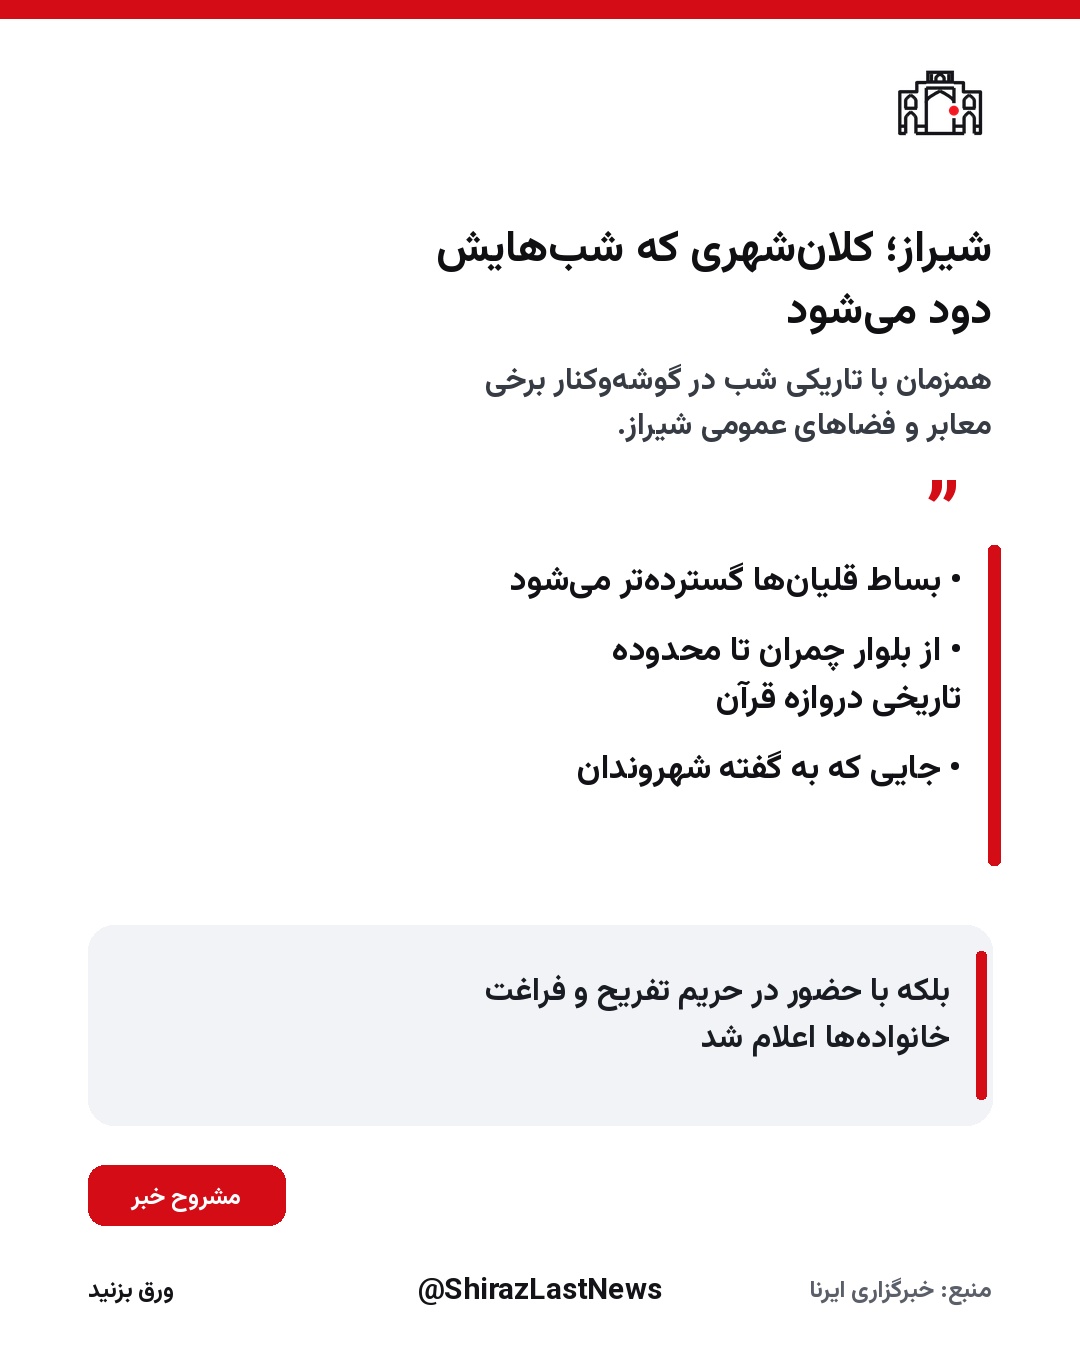 شیراز؛ کلان‌شهری که شب‌هایش
دود می‌شود
همزمان با تاریکی شب در گوشه‌وکنار برخی
معابر و فضاهای عمومی شیراز.
”
• بساط قلیان‌ها گسترده‌تر می‌شود
• از بلوار چمران تا محدوده
تاریخی دروازه قرآن
• جایی که به گفته شهروندان
بلکه با حضور در حریم تفریح و فراغت
خانواده‌ها اعلام شد
مشروح خبر
منبع: خبرگزاری ایرنا
@ShirazLastNews
ورق بزنید